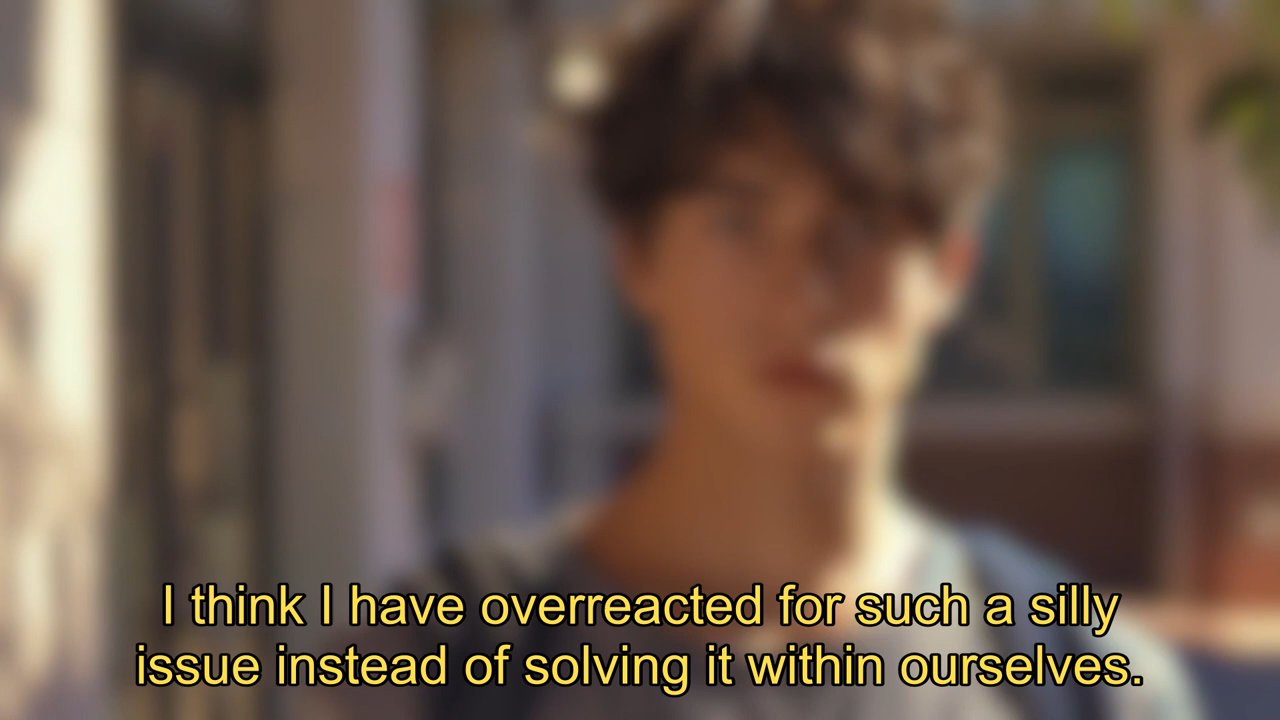 I think I have overreacted for such a silly
issue instead of solving it within ourselves.